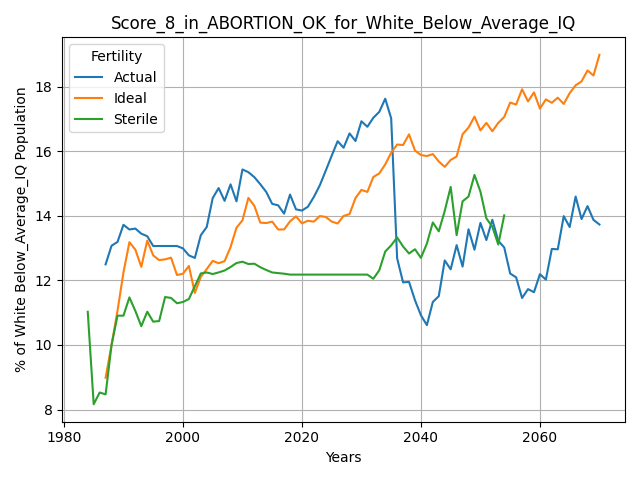 Score_8_in_ABORTION_OK_for_White_Below_Average_IQ
Fertility
Actual
Ideal
Sterile
% of White Below_Average_IQ Population
18
16
14
12
10
8
1980
2000
2020
2040
2060
Years